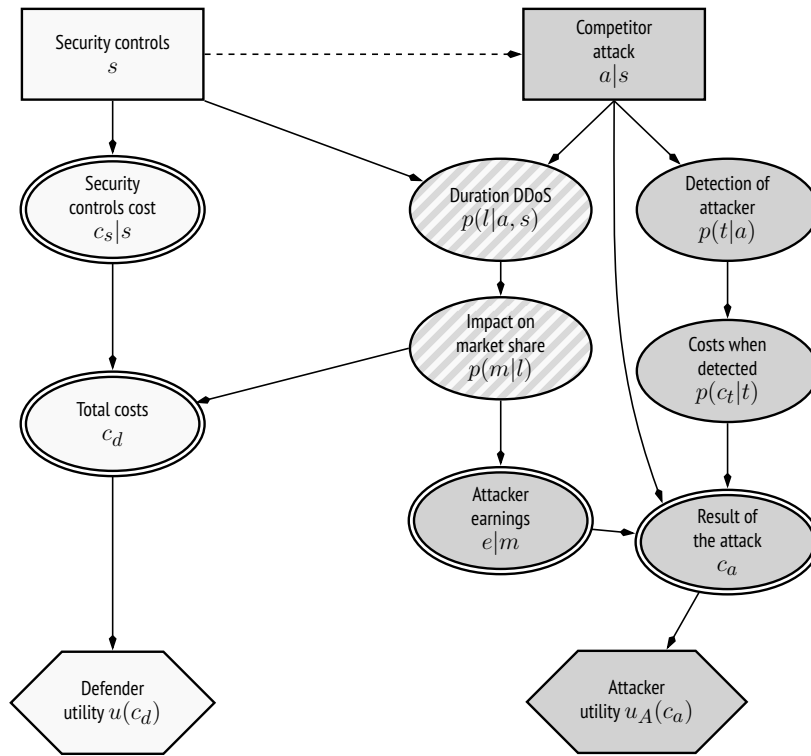 Security controls
s
Competitor
attack
a|s
Security
controls cost
c_s|s
Duration DDoS
p(l|a, s)
Detection of
attacker
p(t|a)
Impact on
market share
p(m|l)
Costs when
detected
p(c_t|t)
Total costs
c_d
Attacker
earnings
e|m
Result of
the attack
c_a
Defender
utility u(c_d)
Attacker
utility u_A(c_a)